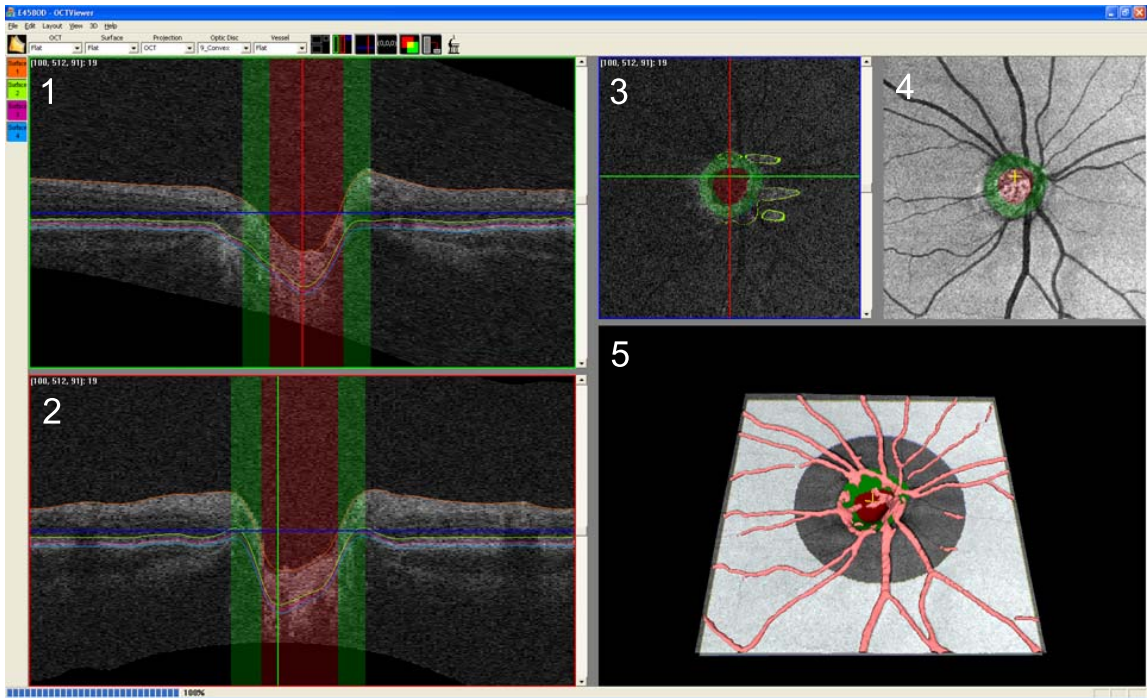 E4580D - OCTViewer
File Edit Layout View 3D Help
OCT Surface Projection Optic Disc Vessel
Flat Flat OCT 9_Convex Flat
Surface
1
Surface
2
Surface
Surface
4
[100, 512, 91]: 19
1
[100, 512, 91]: 19
2
[100, 512, 91]: 19
3
4
5
100%